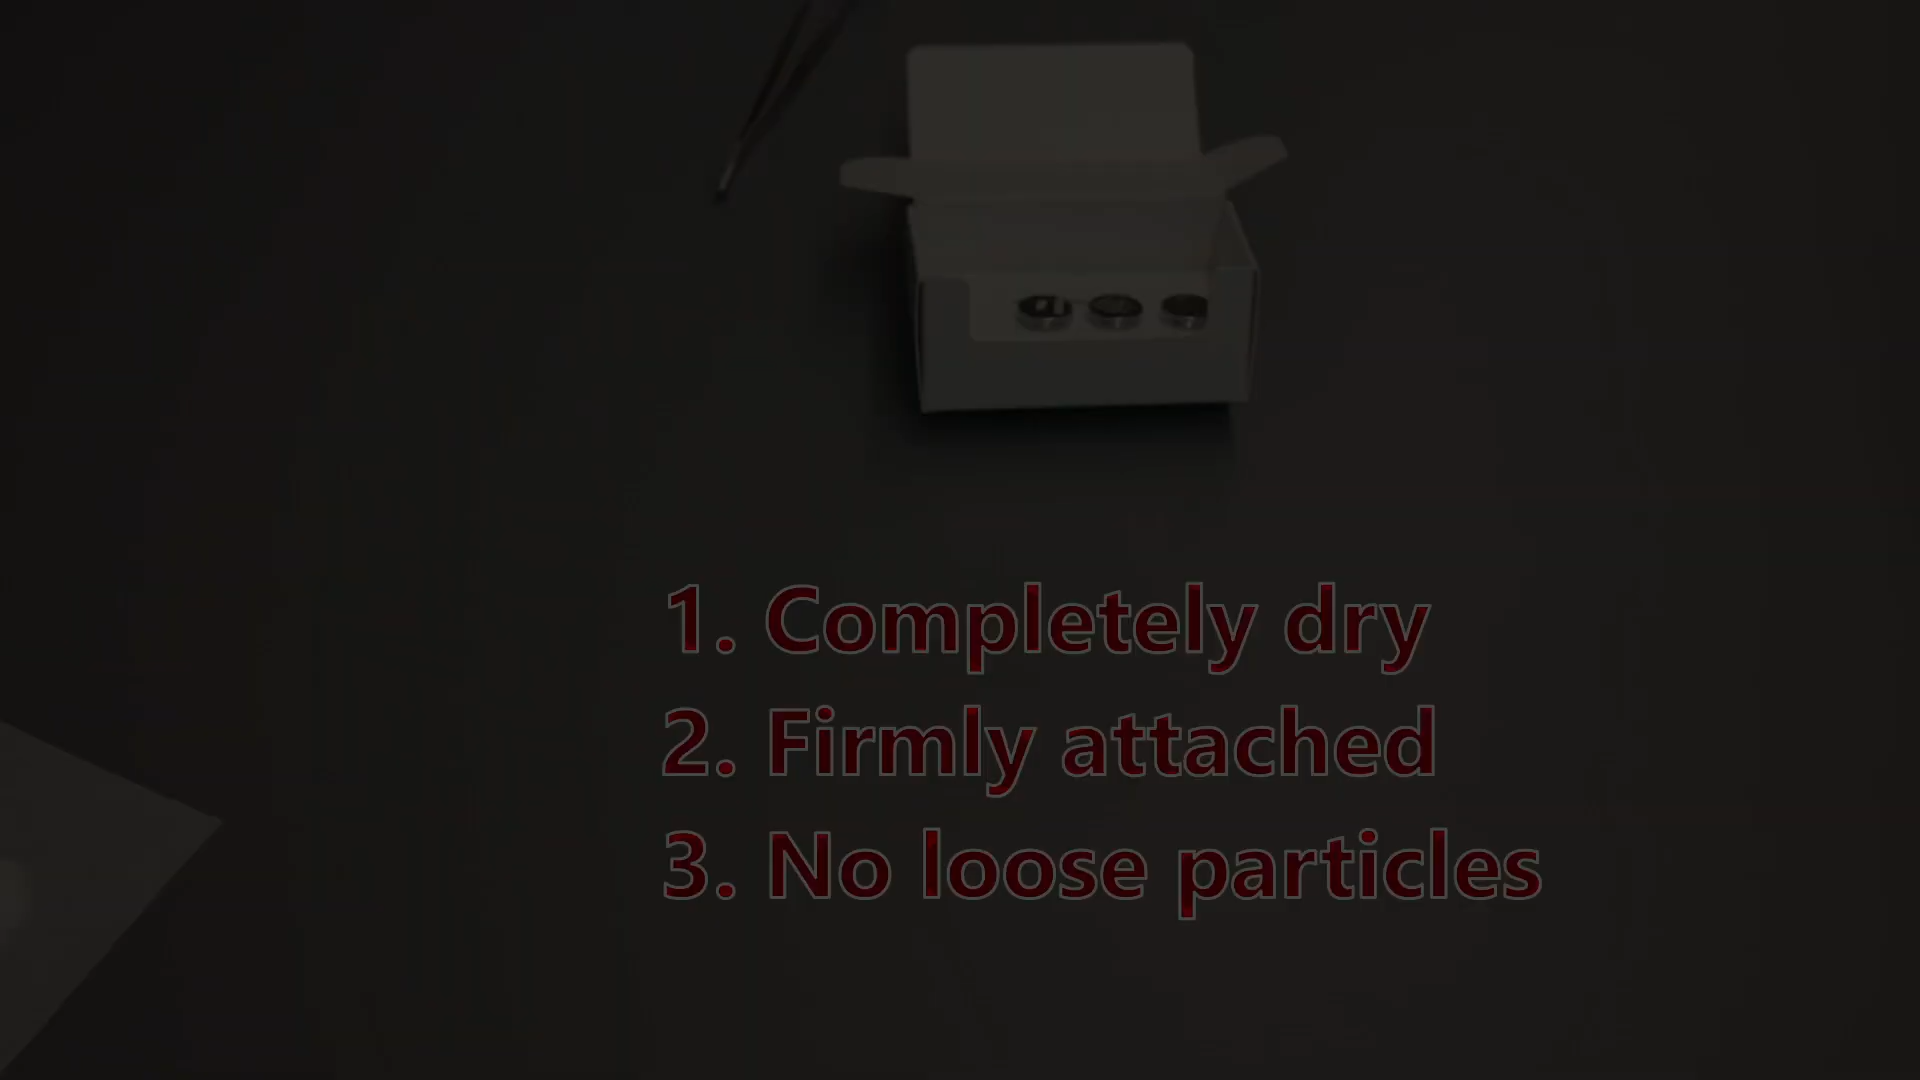 1. Completely dry
2. Firmly attached
3. No loose particles